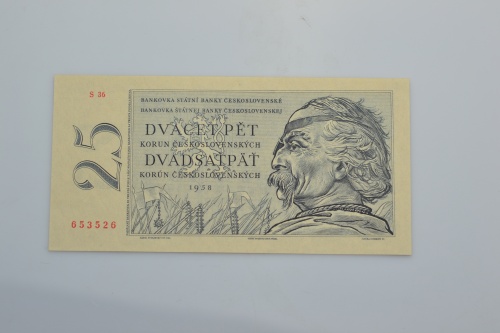 S 36
BANKOVKA STÁTNÍ BANKY ČESKOSLOVENSKÉ
BANKOVKA ŠTÁTNEJ BANKY ČESKOSLOVENSKEJ
25
DVACET PĚT
KORUN ČESKOSLOVENSKÝCH
DVADSAŤPÄŤ
KORÚN ČESKOSLOVENSKÝCH
1958
653526